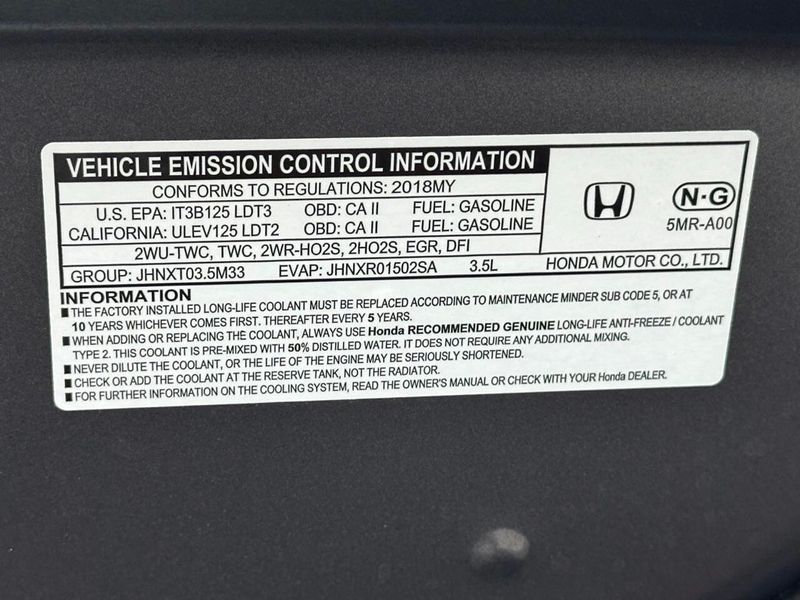 VEHICLE EMISSION CONTROL INFORMATION
CONFORMS TO REGULATIONS: 2018MY
U.S. EPA: IT3B125 LDT3 OBD: CA II FUEL: GASOLINE
CALIFORNIA: ULEV125 LDT2 OBD: CA II FUEL: GASOLINE
2WU-TWC, TWC, 2WR-HO2S, 2HO2S, EGR, DFI
GROUP: JHNXT03.5M33 EVAP: JHNXR01502SA 3.5L
N·G
5MR-A00
HONDA MOTOR CO., LTD.
INFORMATION
■ THE FACTORY INSTALLED LONG-LIFE COOLANT MUST BE REPLACED ACCORDING TO MAINTENANCE MINDER SUB CODE 5, OR AT
10 YEARS WHICHEVER COMES FIRST. THEREAFTER EVERY 5 YEARS.
■ WHEN ADDING OR REPLACING THE COOLANT, ALWAYS USE Honda RECOMMENDED GENUINE LONG-LIFE ANTI-FREEZE / COOLANT
TYPE 2. THIS COOLANT IS PRE-MIXED WITH 50% DISTILLED WATER. IT DOES NOT REQUIRE ANY ADDITIONAL MIXING.
■ NEVER DILUTE THE COOLANT, OR THE LIFE OF THE ENGINE MAY BE SERIOUSLY SHORTENED.
■ CHECK OR ADD THE COOLANT AT THE RESERVE TANK, NOT THE RADIATOR.
■ FOR FURTHER INFORMATION ON THE COOLING SYSTEM, READ THE OWNER'S MANUAL OR CHECK WITH YOUR Honda DEALER.